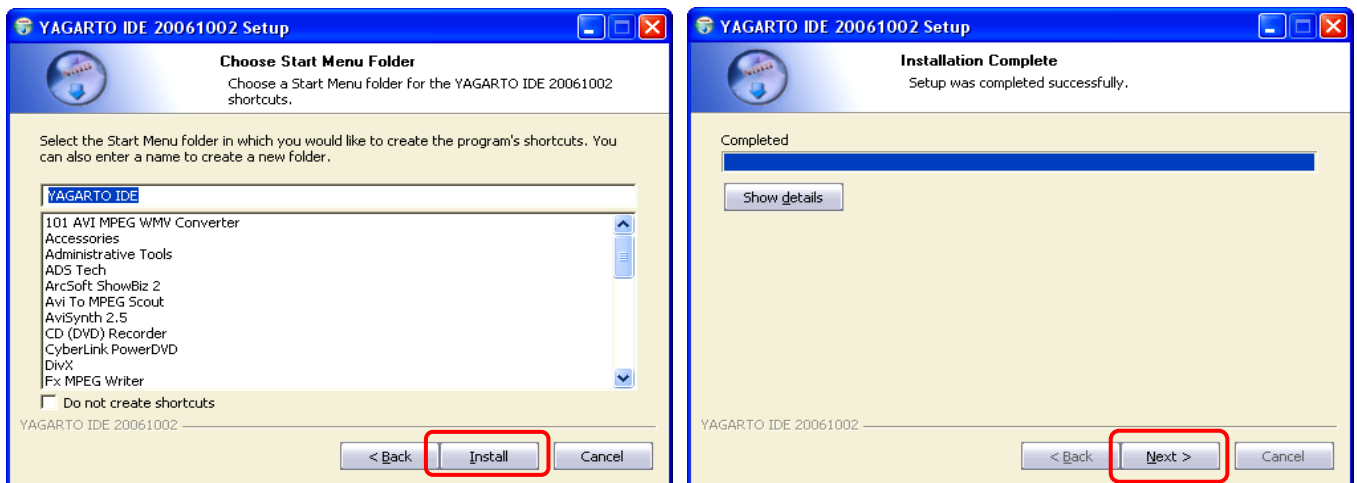 YAGARTO IDE 20061002 Setup
Choose Start Menu Folder
Choose a Start Menu folder for the YAGARTO IDE 20061002
shortcuts.
Select the Start Menu folder in which you would like to create the program's shortcuts. You
can also enter a name to create a new folder.
YAGARTO IDE
101 AVI MPEG WMV Converter
Accessories
Administrative Tools
ADS Tech
ArcSoft ShowBiz 2
Avi To MPEG Scout
AviSynth 2.5
CD (DVD) Recorder
CyberLink PowerDVD
DivX
Fx MPEG Writer
Do not create shortcuts
YAGARTO IDE 20061002
< Back
Install
Cancel
YAGARTO IDE 20061002 Setup
Installation Complete
Setup was completed successfully.
Completed
Show details
YAGARTO IDE 20061002
< Back
Next >
Cancel